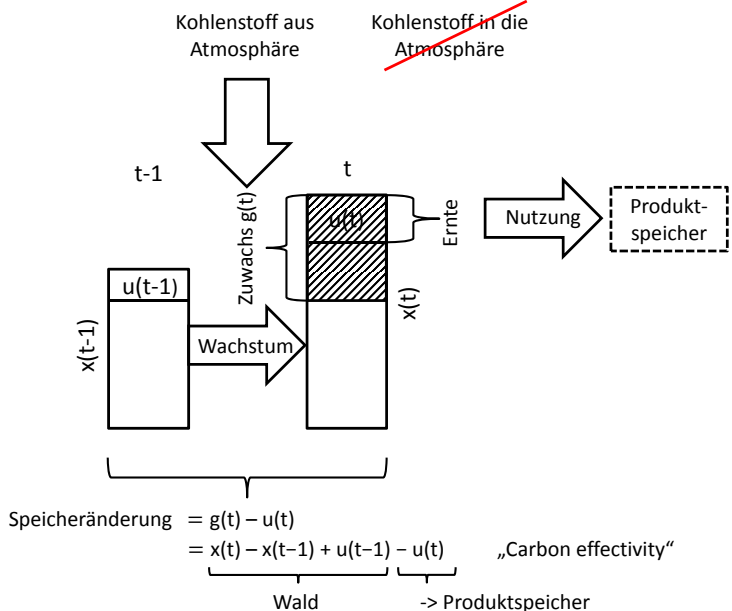 Kohlenstoff aus
Atmosphäre
Kohlenstoff in die
Atmosphäre
t-1
t
Zuwachs g(t)
u(t)
Ernte
Nutzung
Produkt-
speicher
u(t-1)
x(t-1)
Wachstum
x(t)
Speicheränderung = g(t) – u(t)
= x(t) – x(t−1) + u(t−1) − u(t) „Carbon effectivity“
Wald -> Produktspeicher